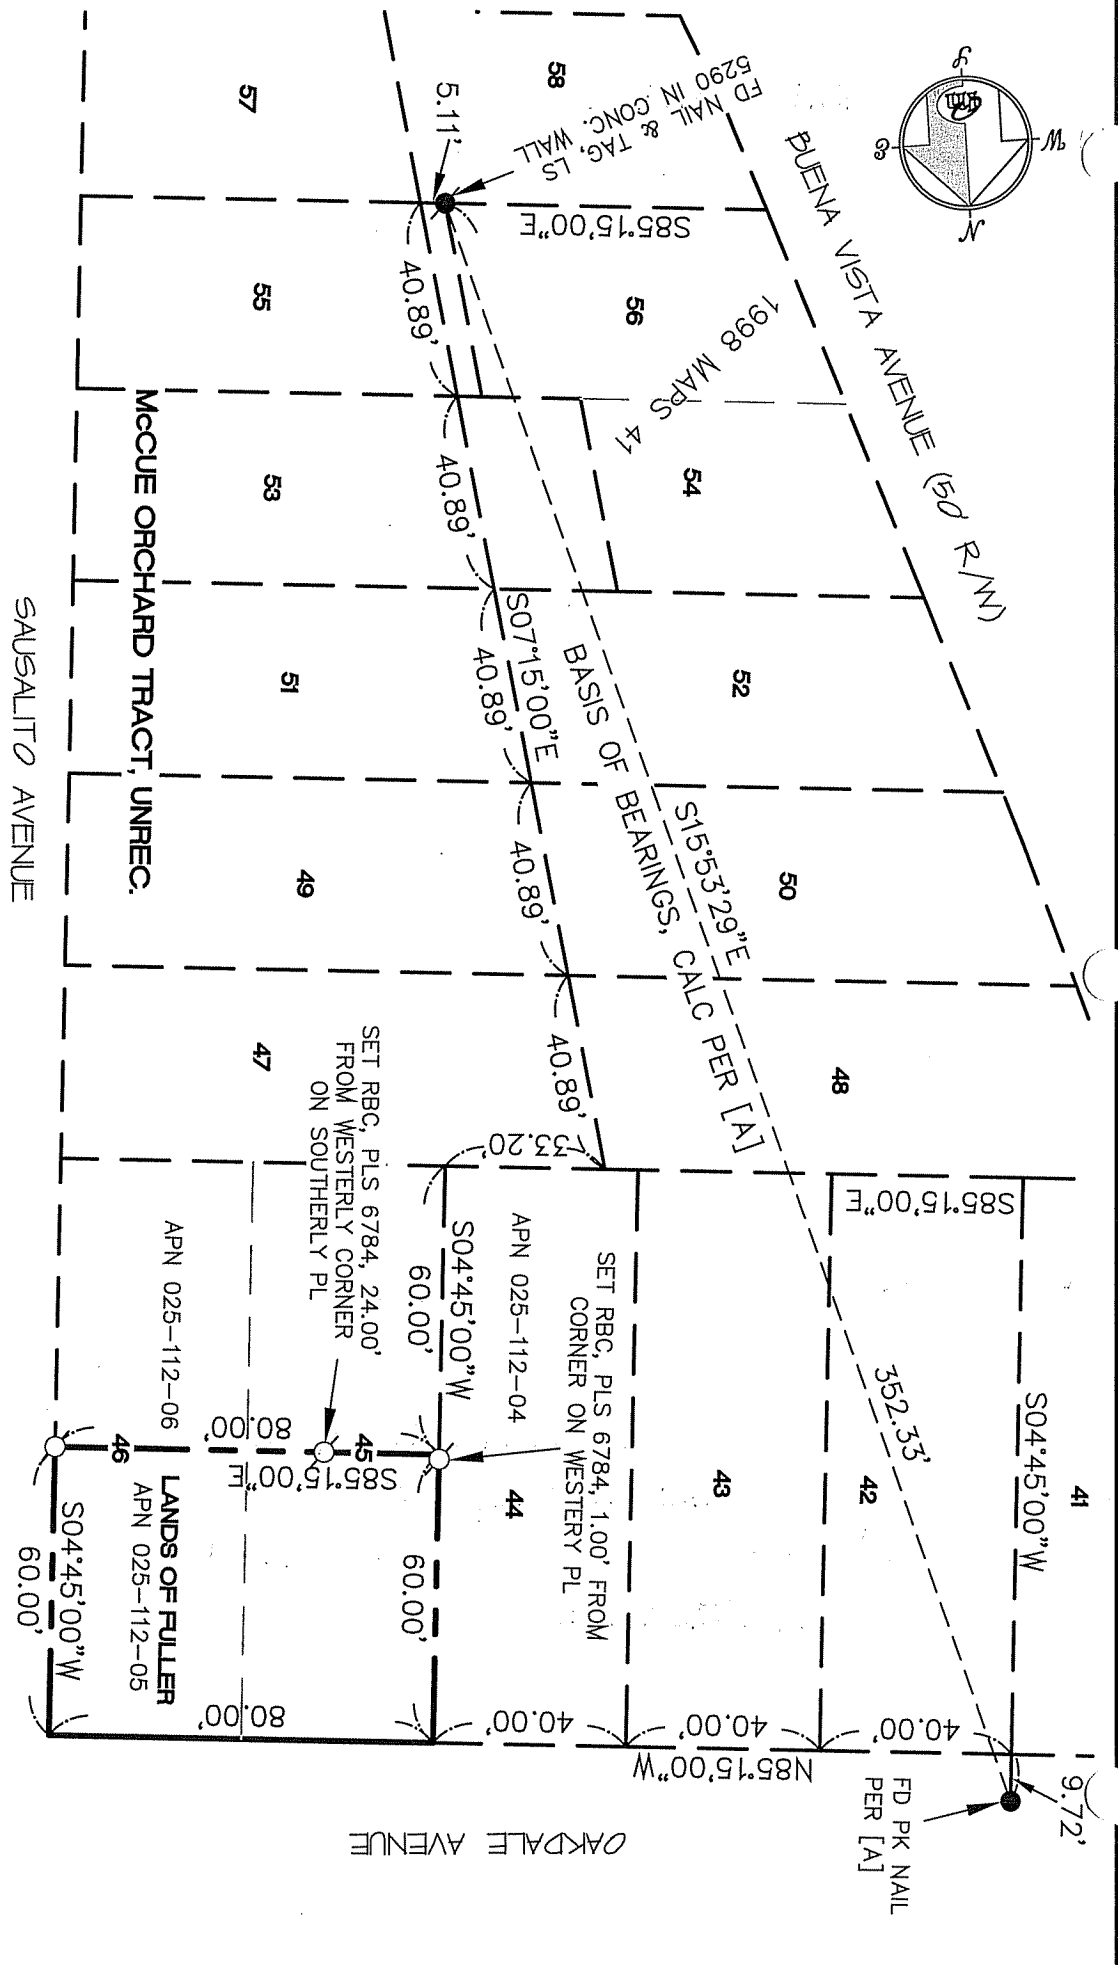 N
W
S
E
BUENA VISTA AVENUE (50' R/W)
FD NAIL & TAG, LS
5290 IN CONC. WALL
5.11'
S85°15'00"E
1998 MAPS 41
58
57
56
55
54
53
52
51
50
49
48
47
40.89'
40.89'
40.89'
40.89'
40.89'
S07°15'00"E
BASIS OF BEARINGS, CALC PER [A]
S15°53'29"E
352.33'
McCUE ORCHARD TRACT, UNREC.
SAUSALITO AVENUE
33.20'
S85°15'00"E
S04°45'00"W
41
42
43
44
40.00'
40.00'
40.00'
N85°15'00"W
9.72'
FD PK NAIL
PER [A]
OAKDALE AVENUE
SET RBC, PLS 6784, 1.00' FROM
CORNER ON WESTERY PL
APN 025-112-04
S04°45'00"W
60.00'
60.00'
SET RBC, PLS 6784, 24.00'
FROM WESTERLY CORNER
ON SOUTHERLY PL
80.00'
45
S85°15'00"E
46
APN 025-112-06
LANDS OF FULLER
APN 025-112-05
80.00'
S04°45'00"W
60.00'